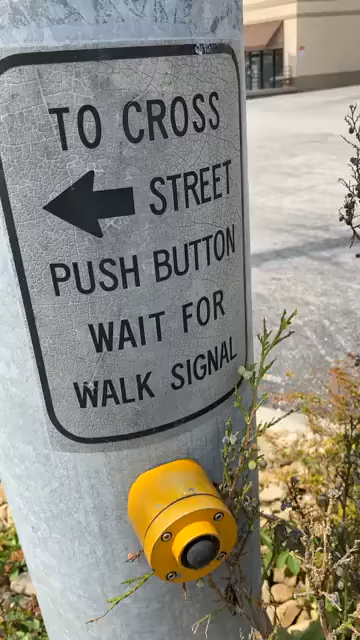 TO CROSS
STREET
PUSH BUTTON
WAIT FOR
WALK SIGNAL